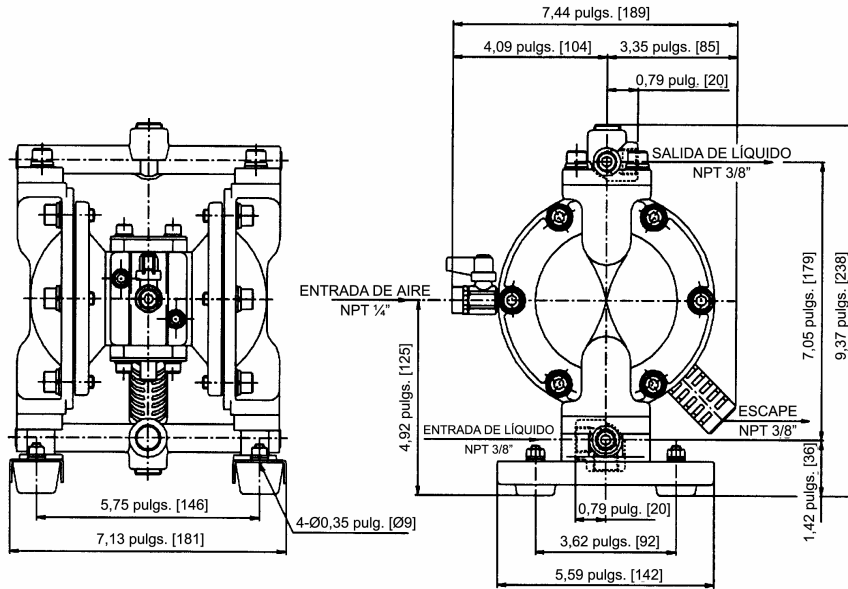 7,44 pulgs. [189]
4,09 pulgs. [104]
3,35 pulgs. [85]
0,79 pulg. [20]
SALIDA DE LÍQUIDO
NPT 3/8”
ENTRADA DE AIRE
NPT ¼”
7,05 pulgs. [179]
9,37 pulgs. [238]
4,92 pulgs. [125]
ESCAPE
NPT 3/8”
ENTRADA DE LÍQUIDO
NPT 3/8”
1,42 pulgs. [36]
5,75 pulgs. [146]
4-Ø0,35 pulg. [Ø9]
7,13 pulgs. [181]
0,79 pulg. [20]
3,62 pulgs. [92]
5,59 pulgs. [142]